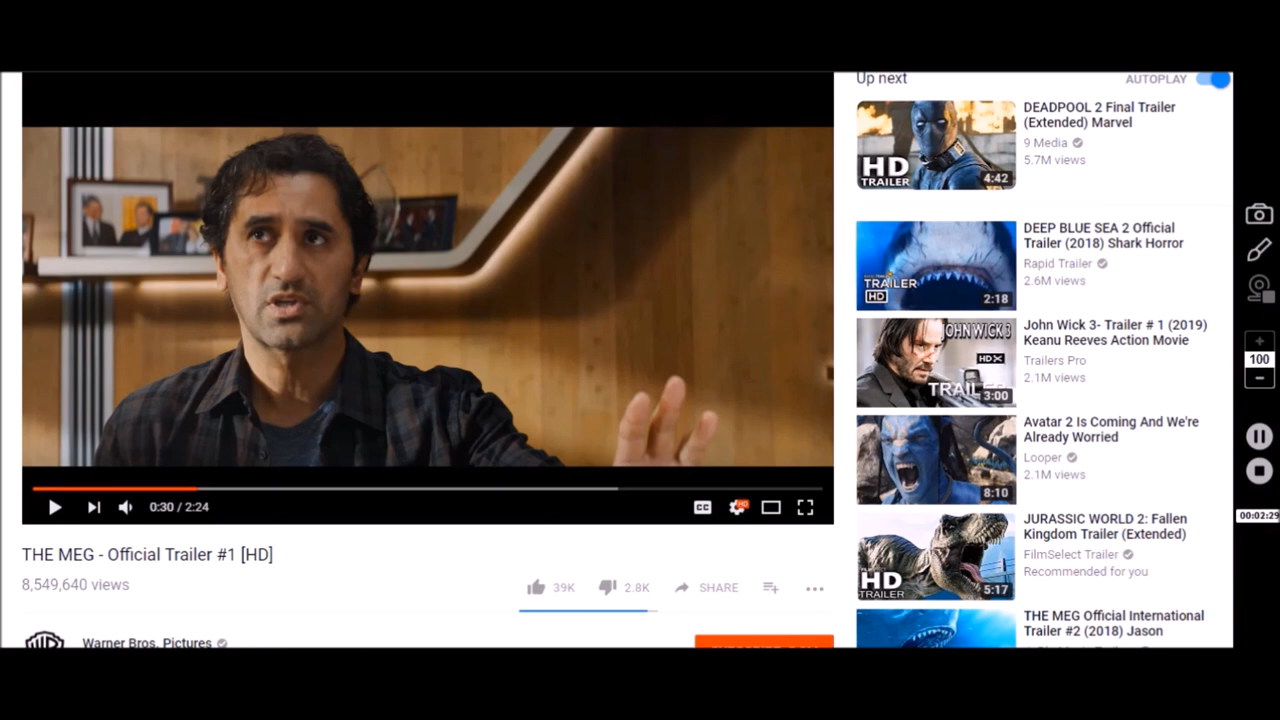 Up next
AUTOPLAY
DEADPOOL 2 Final Trailer
(Extended) Marvel
9 Media
5.7M views
HD
TRAILER
4:42
DEEP BLUE SEA 2 Official
Trailer (2018) Shark Horror
Rapid Trailer
2.6M views
TRAILER
HD
2:18
John Wick 3- Trailer # 1 (2019)
Keanu Reeves Action Movie
Trailers Pro
2.1M views
JOHN WICK 3
HD
3:00
Avatar 2 Is Coming And We're
Already Worried
Looper
2.1M views
8:10
JURASSIC WORLD 2: Fallen
Kingdom Trailer (Extended)
FilmSelect Trailer
Recommended for you
HD
TRAILER
5:17
THE MEG Official International
Trailer #2 (2018) Jason
0:30 / 2:24
CC
HD
THE MEG - Official Trailer #1 [HD]
8,549,640 views
39K
2.8K
SHARE
Warner Bros. Pictures
100
00:02:29